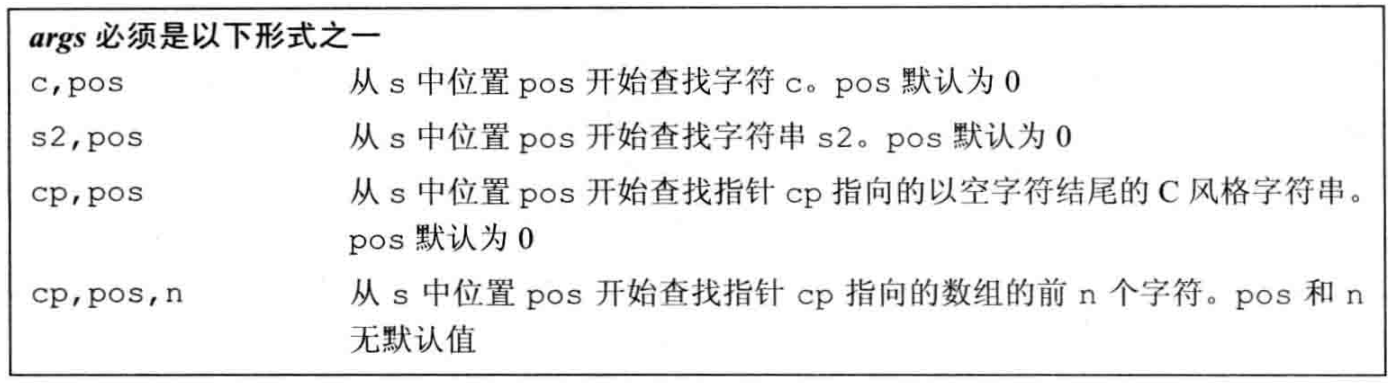 args 必须是以下形式之一
c,pos 从 s 中位置 pos 开始查找字符 c。pos 默认为 0
s2,pos 从 s 中位置 pos 开始查找字符串 s2。pos 默认为 0
cp,pos 从 s 中位置 pos 开始查找指针 cp 指向的以空字符结尾的 C 风格字符串。
pos 默认为 0
cp,pos,n 从 s 中位置 pos 开始查找指针 cp 指向的数组的前 n 个字符。pos 和 n
无默认值